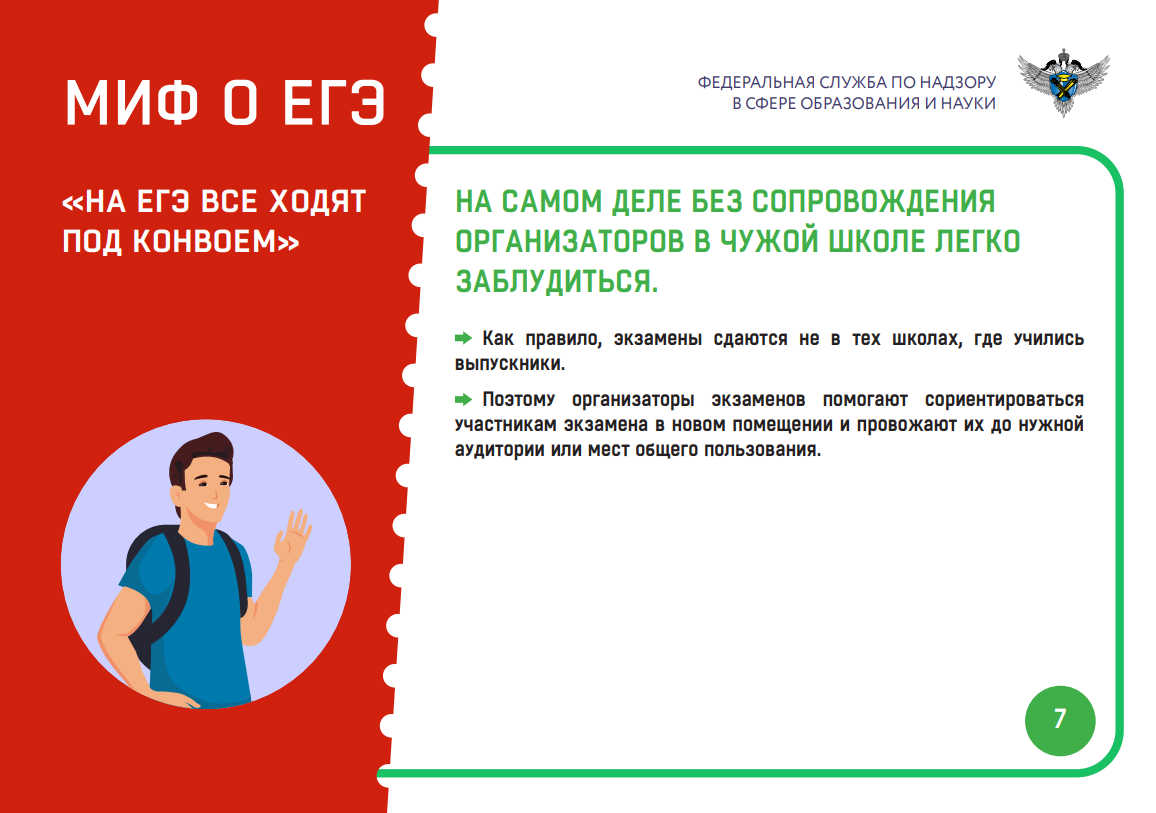 МИФ О ЕГЭ
«НА ЕГЭ ВСЕ ХОДЯТ
ПОД КОНВОЕМ»
ФЕДЕРАЛЬНАЯ СЛУЖБА ПО НАДЗОРУ
В СФЕРЕ ОБРАЗОВАНИЯ И НАУКИ
НА САМОМ ДЕЛЕ БЕЗ СОПРОВОЖДЕНИЯ
ОРГАНИЗАТОРОВ В ЧУЖОЙ ШКОЛЕ ЛЕГКО
ЗАБЛУДИТЬСЯ.
Как правило, экзамены сдаются не в тех школах, где учились
выпускники.
Поэтому организаторы экзаменов помогают сориентироваться
участникам экзамена в новом помещении и провожают их до нужной
аудитории или мест общего пользования.
7